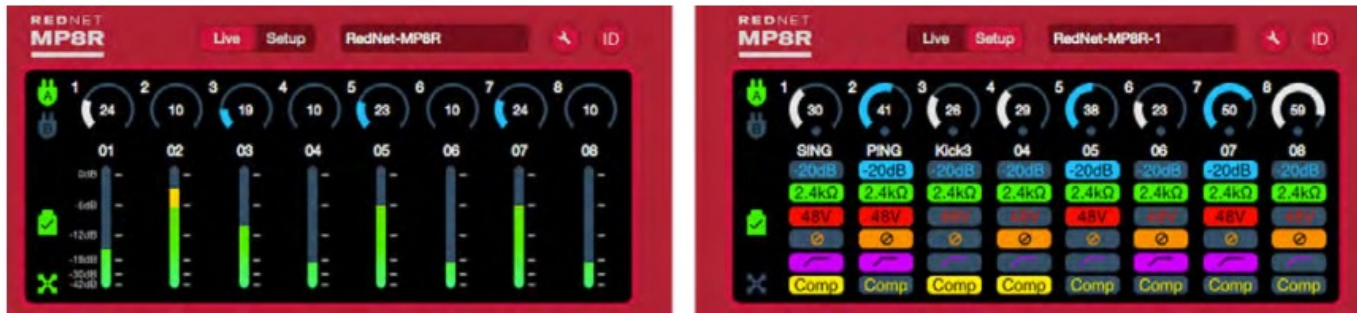 REDNET
MP8R
Live Setup
RedNet-MP8R
ID
A
B
1 2 3 4 5 6 7 8
24 10 19 10 23 10 24 10
01 02 03 04 05 06 07 08
0dB
-6dB
-12dB
-18dB
-30dB
-42dB
REDNET
MP8R
Live Setup
RedNet-MP8R-1
ID
A
B
1 2 3 4 5 6 7 8
30 41 26 29 38 23 50 59
SING PING Kick3 04 05 06 07 08
-20dB -20dB -20dB -20dB -20dB -20dB -20dB -20dB
2.4kΩ 2.4kΩ 2.4kΩ 2.4kΩ 2.4kΩ 2.4kΩ 2.4kΩ 2.4kΩ
48V 48V 48V 48V 48V 48V 48V 48V
Comp Comp Comp Comp Comp Comp Comp Comp